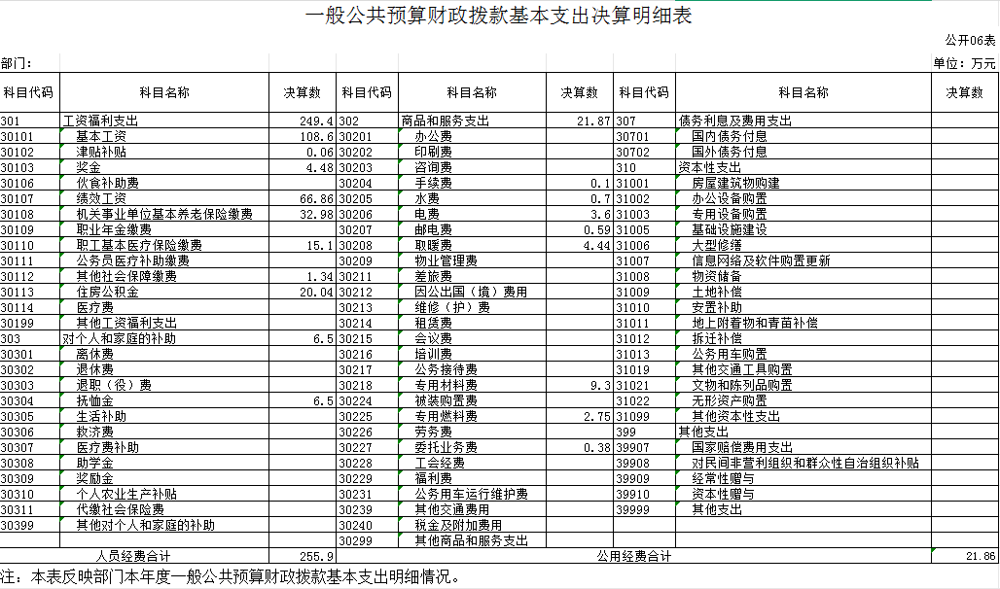 一般公共预算财政拨款基本支出决算明细表
公开06表
部门： 单位：万元
科目代码 科目名称 决算数 科目代码 科目名称 决算数 科目代码 科目名称 决算数
301 工资福利支出 249.4 302 商品和服务支出 21.87 307 债务利息及费用支出
30101 基本工资 108.6 30201 办公费 30701 国内债务付息
30102 津贴补贴 0.06 30202 印刷费 30702 国外债务付息
30103 奖金 4.48 30203 咨询费 310 资本性支出
30106 伙食补助费 30204 手续费 0.1 31001 房屋建筑物购建
30107 绩效工资 66.86 30205 水费 0.7 31002 办公设备购置
30108 机关事业单位基本养老保险缴费 32.98 30206 电费 3.6 31003 专用设备购置
30109 职业年金缴费 30207 邮电费 0.59 31005 基础设施建设
30110 职工基本医疗保险缴费 15.1 30208 取暖费 4.44 31006 大型修缮
30111 公务员医疗补助缴费 30209 物业管理费 31007 信息网络及软件购置更新
30112 其他社会保障缴费 1.34 30211 差旅费 31008 物资储备
30113 住房公积金 20.04 30212 因公出国（境）费用 31009 土地补偿
30114 医疗费 30213 维修（护）费 31010 安置补助
30199 其他工资福利支出 30214 租赁费 31011 地上附着物和青苗补偿
303 对个人和家庭的补助 6.5 30215 会议费 31012 拆迁补偿
30301 离休费 30216 培训费 31013 公务用车购置
30302 退休费 30217 公务接待费 31019 其他交通工具购置
30303 退职（役）费 30218 专用材料费 9.3 31021 文物和陈列品购置
30304 抚恤金 6.5 30224 被装购置费 31022 无形资产购置
30305 生活补助 30225 专用燃料费 2.75 31099 其他资本性支出
30306 救济费 30226 劳务费 399 其他支出
30307 医疗费补助 30227 委托业务费 0.38 39907 国家赔偿费用支出
30308 助学金 30228 工会经费 39908 对民间非营利组织和群众性自治组织补贴
30309 奖励金 30229 福利费 39909 经常性赠与
30310 个人农业生产补贴 30231 公务用车运行维护费 39910 资本性赠与
30311 代缴社会保险费 30239 其他交通费用 39999 其他支出
30399 其他对个人和家庭的补助 30240 税金及附加费用
30299 其他商品和服务支出
人员经费合计 255.9 公用经费合计 21.86
注：本表反映部门本年度一般公共预算财政拨款基本支出明细情况。